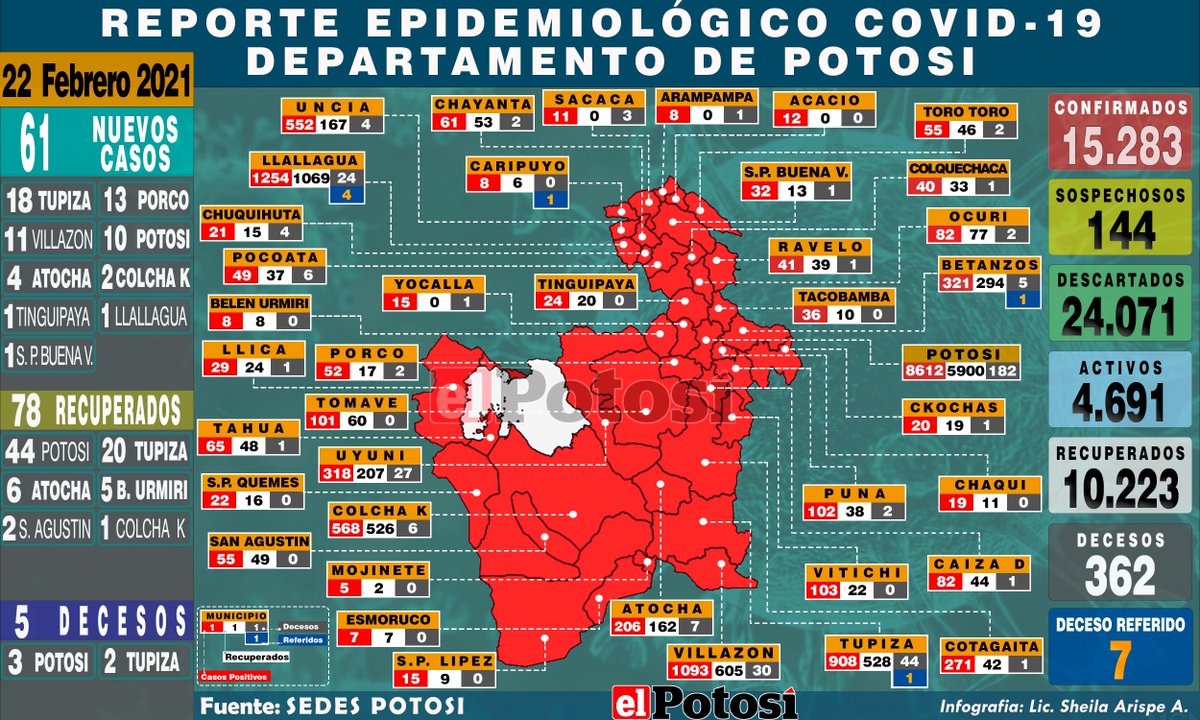 REPORTE EPIDEMIOLÓGICO COVID-19
DEPARTAMENTO DE POTOSI
22 Febrero 2021
61 NUEVOS CASOS
18 TUPIZA 13 PORCO
11 VILLAZON 10 POTOSI
4 ATOCHA 2 COLCHA K
1 TINGUIPAYA 1 LLALLAGUA
1 S. P. BUENA V.
78 RECUPERADOS
44 POTOSI 20 TUPIZA
6 ATOCHA 5 B. URMIRI
2 S. AGUSTIN 1 COLCHA K
5 DECESOS
3 POTOSI 2 TUPIZA
UNCIA
552 167 4
CHAYANTA
61 53 2
SACACA
11 0 3
ARAMPAMPA
8 0 1
ACACIO
12 0 0
TORO TORO
55 46 2
LLALLAGUA
1254 1069 24
4
CARIPUYO
8 6 0
1
S.P. BUENA V.
32 13 1
COLQUECHACA
40 33 1
CHUQUIHUTA
21 15 4
OCURI
82 77 2
POCOATA
49 37 6
RAVELO
41 39 1
BETANZOS
321 294 5
1
YOCALLA
15 0 1
TINGUIPAYA
24 20 0
TACOBAMBA
36 10 0
BELEN URMIRI
8 8 0
LLICA
29 24 1
PORCO
52 17 2
POTOSI
8612 5900 182
el Potosí
TOMAVE
101 60 0
CKOCHAS
20 19 1
TAHUA
65 48 1
UYUNI
318 207 27
S.P. QUEMES
22 16 0
PUNA
102 38 2
CHAQUI
19 11 0
COLCHA K
568 526 6
SAN AGUSTIN
55 49 0
MOJINETE
5 2 0
VITICHI
103 22 0
CAIZA D
82 44 1
ESMORUCO
7 7 0
ATOCHA
206 162 7
S.P. LIPEZ
15 9 0
VILLAZON
1093 605 30
TUPIZA
908 528 44
1
COTAGAITA
271 42 1
MUNICIPIO
1 1 1
1
Decesos
Referidos
Recuperados
Casos Positivos
CONFIRMADOS
15.283
SOSPECHOSOS
144
DESCARTADOS
24.071
ACTIVOS
4.691
RECUPERADOS
10.223
DECESOS
362
DECESO REFERIDO
7
Fuente: SEDES POTOSI
el Potosí
Infografia: Lic. Sheila Arispe A.